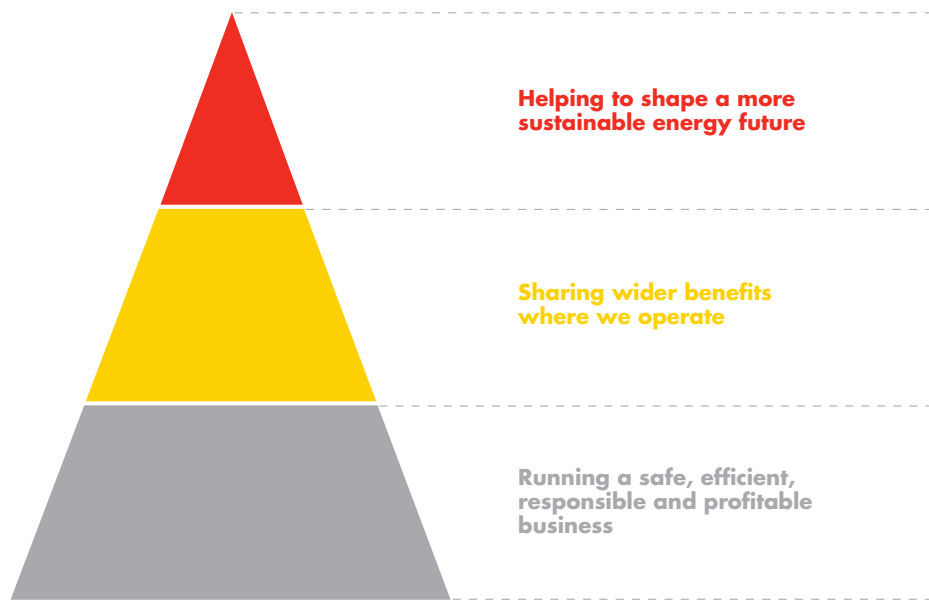 Helping to shape a more
sustainable energy future
Sharing wider benefits
where we operate
Running a safe, efficient,
responsible and profitable
business